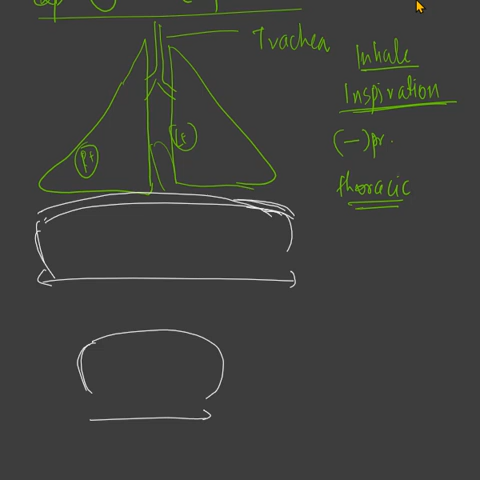 Trachea
Inhale
Inspiration
(-)pr.
thoracic
Rt
Lt